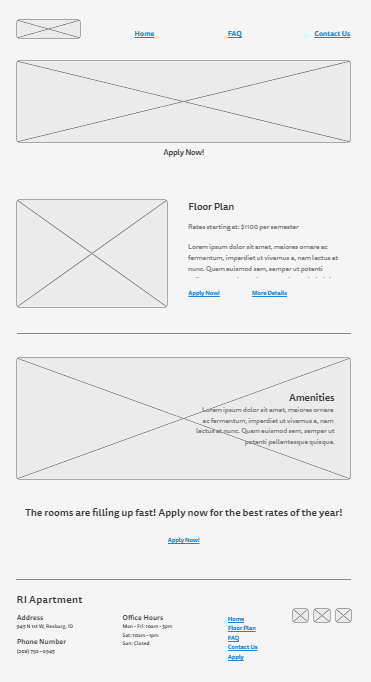 Home FAQ Contact Us
Apply Now!
Floor Plan
Rates starting at: $1100 per semester
Lorem ipsum dolor sit amet, maiores ornare ac
fermentum, imperdiet ut vivamus a, nam lectus at
nunc. Quam euismod sem, semper ut potenti
Apply Now! More Details
Amenities
Lorem ipsum dolor sit amet, maiores ornare
ac fermentum, imperdiet ut vivamus a, nam
lectus at nunc. Quam euismod sem, semper ut
potenti pellentesque quisque.
The rooms are filling up fast! Apply now for the best rates of the year!
Apply Now!
RI Apartment
Address
945 N 1st W, Rexburg, ID
Phone Number
(208) 792 - 0945
Office Hours
Mon - Fri: 10am - 7pm
Sat: 10am - 1pm
Sun: Closed
Home
Floor Plan
FAQ
Contact Us
Apply